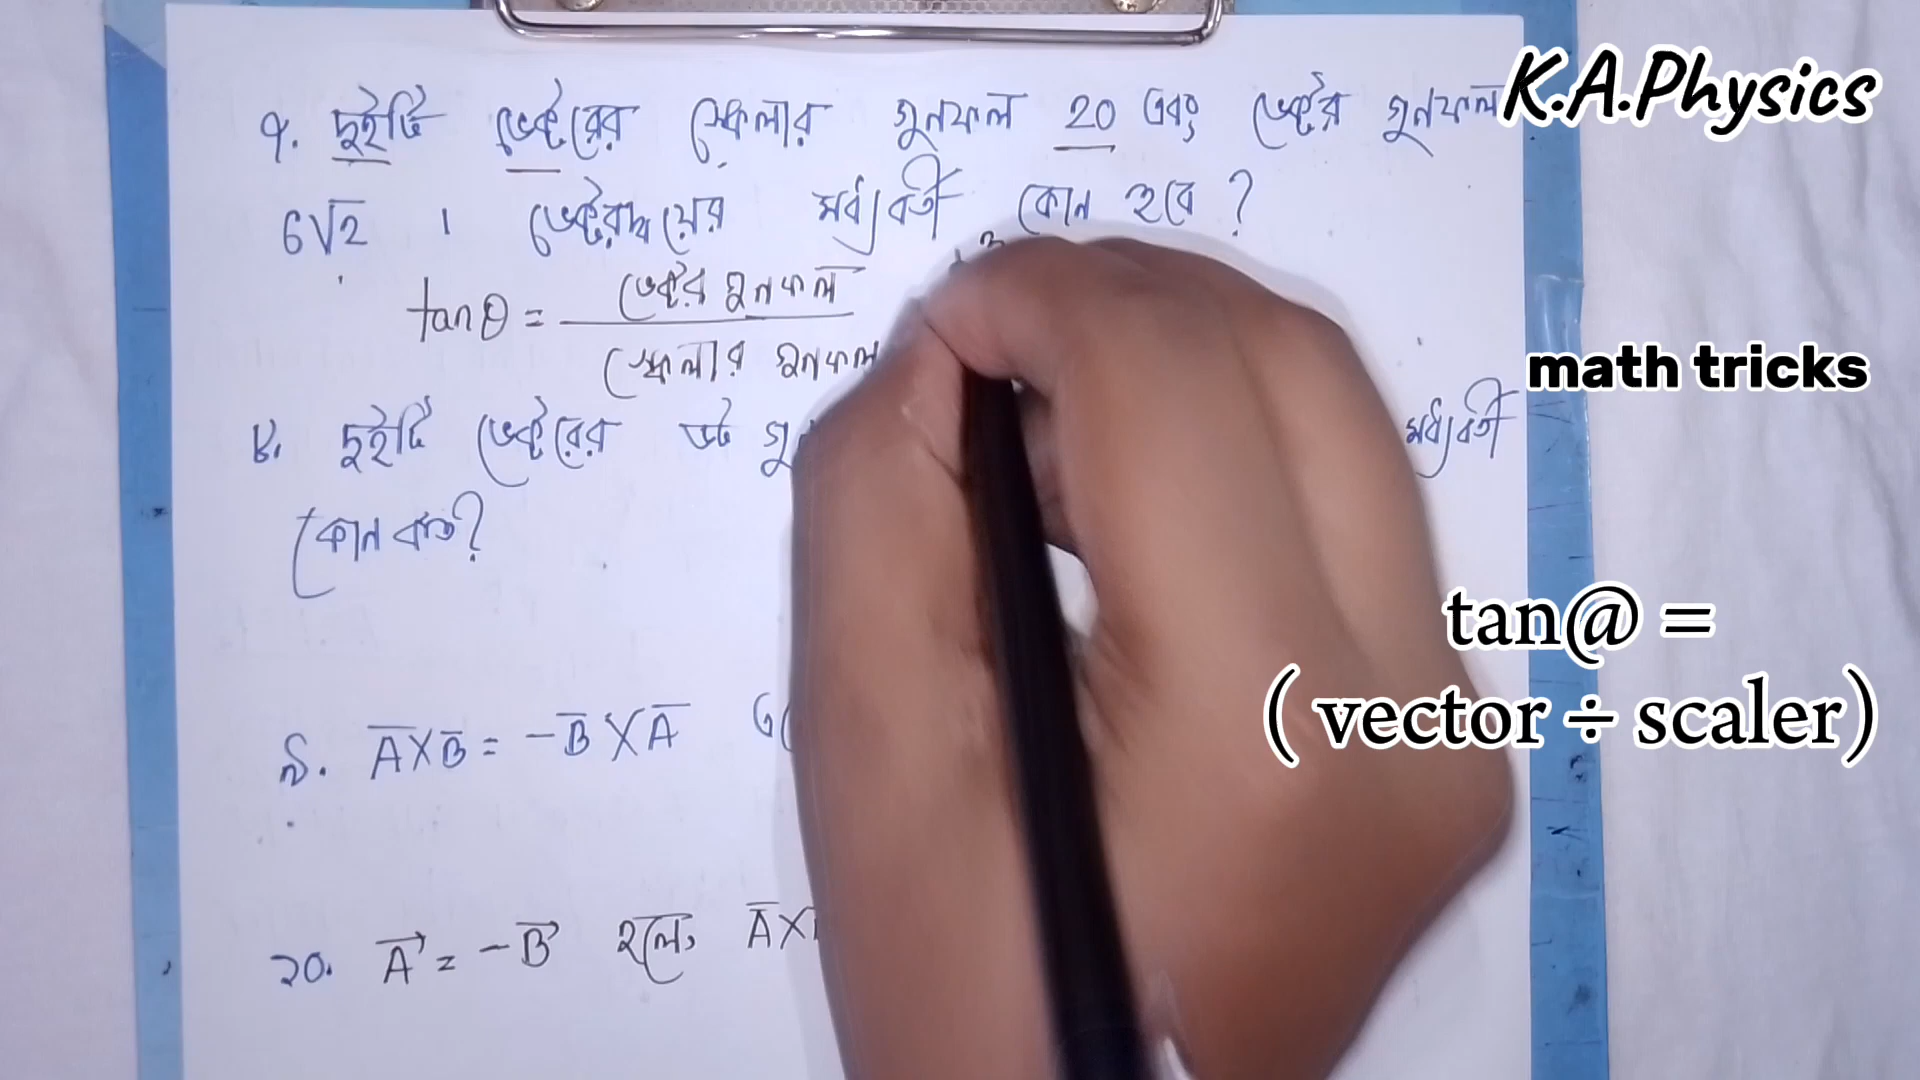 ৭. দুইটি ভেক্টরের স্কেলার গুনফল 20 এবং ভেক্টর গুনফল
6√2 । ভেক্টরদ্বয়ের মধ্যবর্তী কোন হবে ?
tanθ = ভেক্টর গুনফল
স্কেলার গুনফল
৮. দুইটি ভেক্টরের ডট
মধ্যবর্তী
কোন কত?
৯. A̅ X B̅ = − B̅ X A̅
১০. A⃗ = − B⃗ হলে, A̅ X
K.A.Physics
math tricks
tan@ =
( vector ÷ scaler)